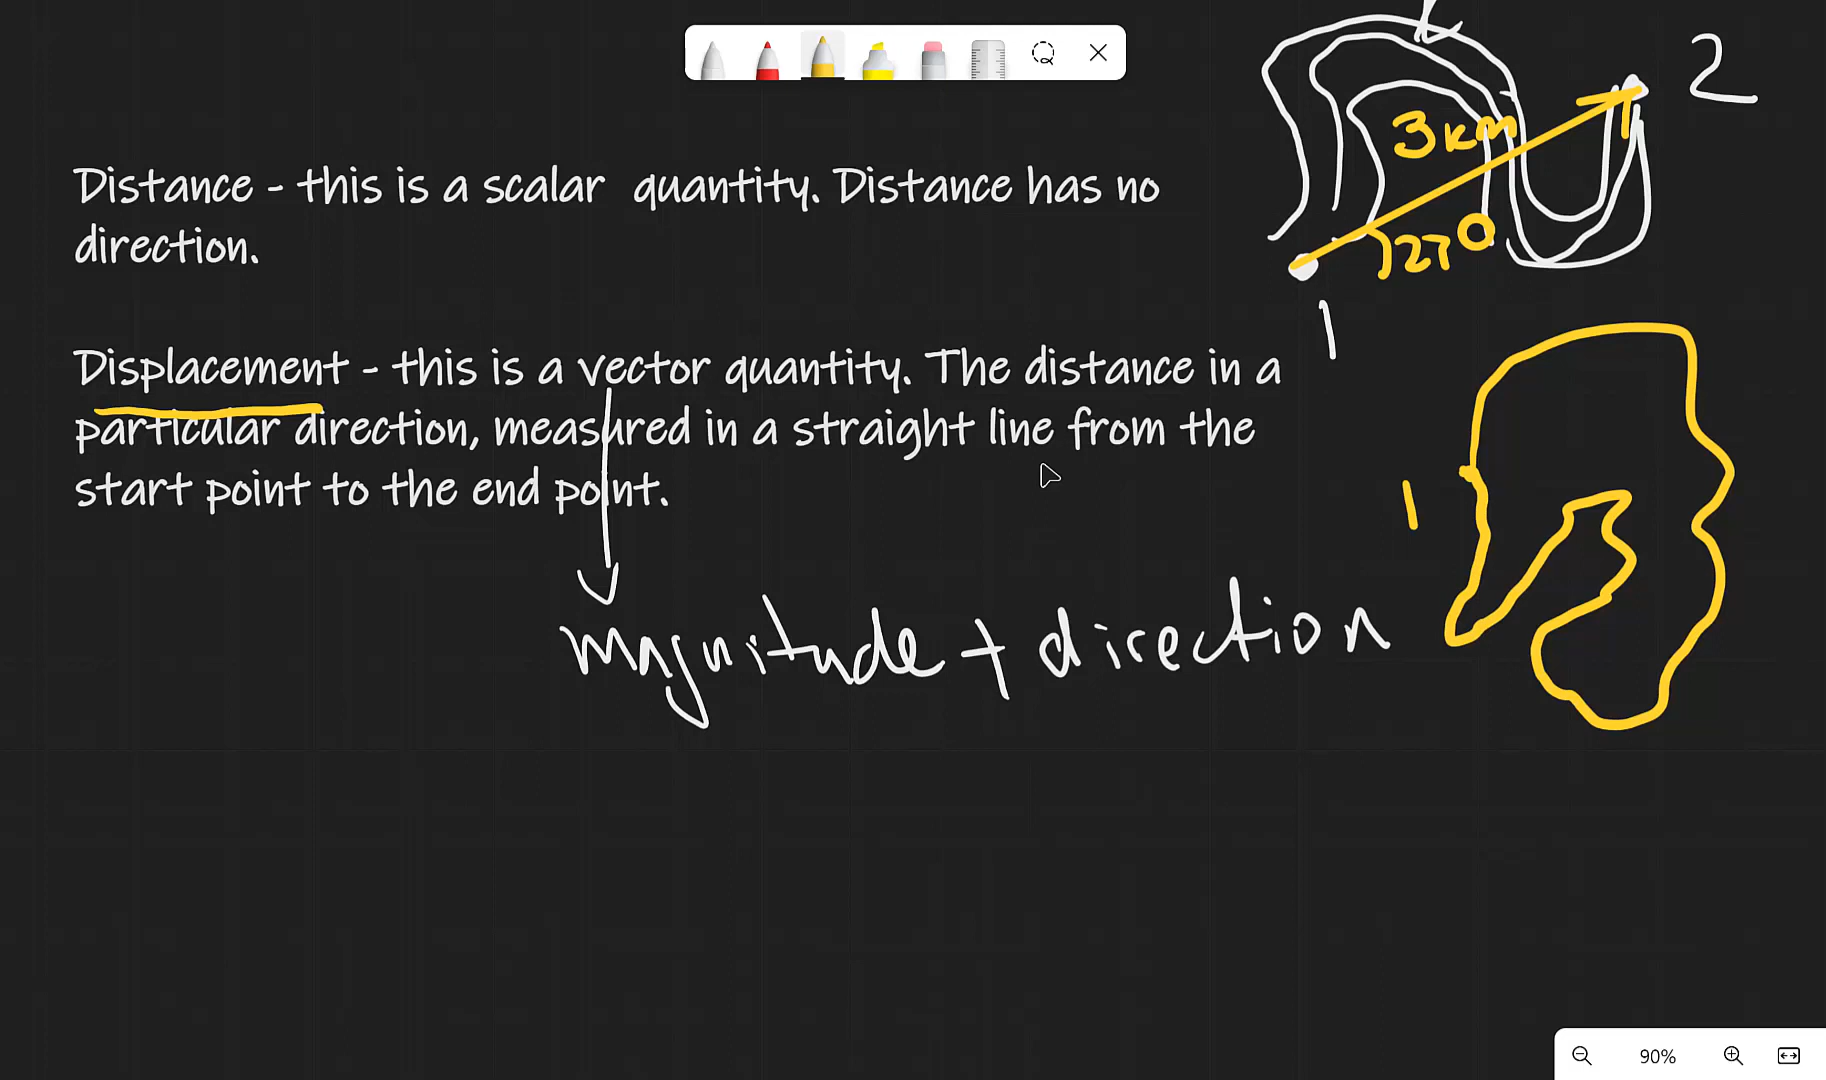 2
3km
27°
1
Distance - this is a scalar quantity. Distance has no
direction.
Displacement - this is a vector quantity. The distance in a
particular direction, measured in a straight line from the
start point to the end point.
1
magnitude + direction
90%